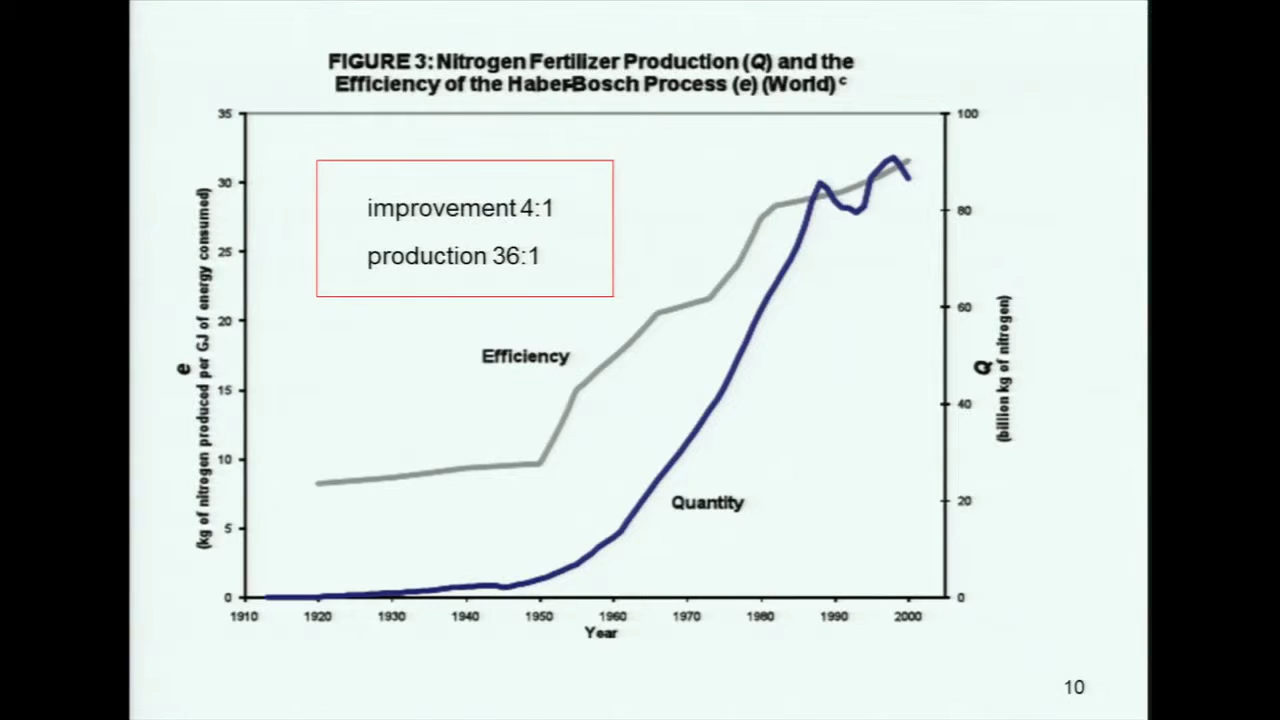 FIGURE 3: Nitrogen Fertilizer Production (Q) and the
Efficiency of the Haber-Bosch Process (e) (World) c
35
30
25
20
15
10
5
0
e
(kg of nitrogen produced per GJ of energy consumed)
improvement 4:1
production 36:1
Efficiency
Quantity
100
80
60
40
20
0
Q
(billion kg of nitrogen)
1910 1920 1930 1940 1950 1960 1970 1980 1990 2000
Year
10